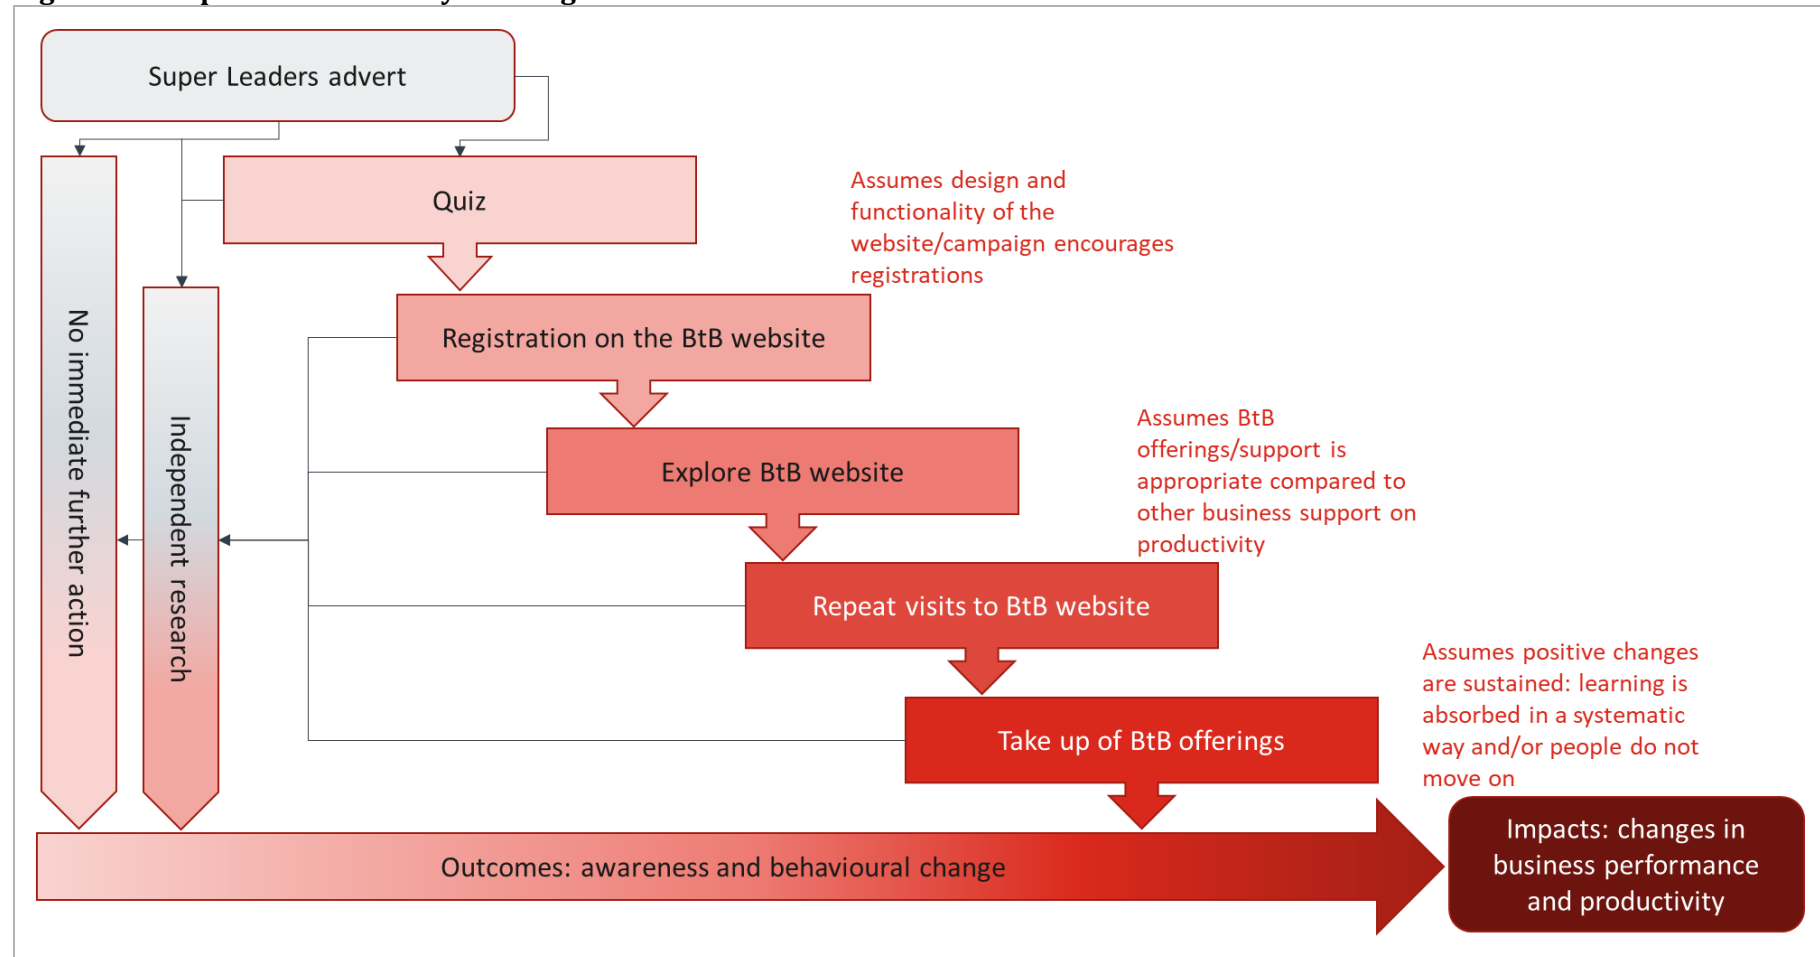 Super Leaders advert
Quiz
Assumes design and
functionality of the
website/campaign encourages
registrations
Registration on the BtB website
No immediate further action
Independent research
Explore BtB website
Assumes BtB
offerings/support is
appropriate compared to
other business support on
productivity
Repeat visits to BtB website
Assumes positive changes
are sustained: learning is
absorbed in a systematic
way and/or people do not
move on
Take up of BtB offerings
Outcomes: awareness and behavioural change
Impacts: changes in
business performance
and productivity